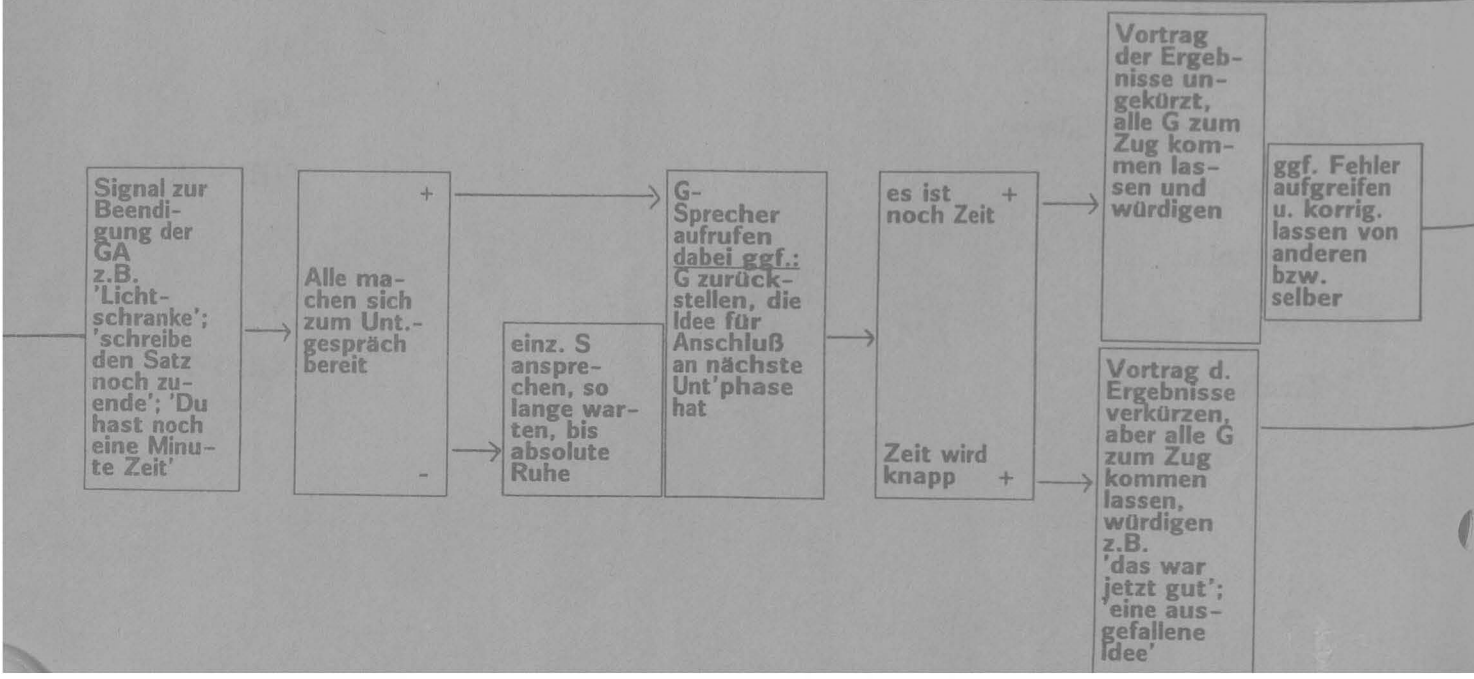 Signal zur
Beendi-
gung der
GA
z.B.
'Licht-
schranke';
'schreibe
den Satz
noch zu-
ende'; 'Du
hast noch
eine Minu-
te Zeit'
+
Alle ma-
chen sich
zum Unt.-
gespräch
bereit
-
einz. S
anspre-
chen, so
lange war-
ten, bis
absolute
Ruhe
G-
Sprecher
aufrufen
dabei ggf.:
G zurück-
stellen, die
Idee für
Anschluß
an nächste
Unt'phase
hat
es ist +
noch Zeit
Zeit wird
knapp +
Vortrag
der Ergeb-
nisse un-
gekürzt,
alle G zum
Zug kom-
men las-
sen und
würdigen
ggf. Fehler
aufgreifen
u. korrig.
lassen von
anderen
bzw.
selber
Vortrag d.
Ergebnisse
verkürzen,
aber alle G
zum Zug
kommen
lassen,
würdigen
z.B.
'das war
jetzt gut';
'eine aus-
gefallene
Idee'